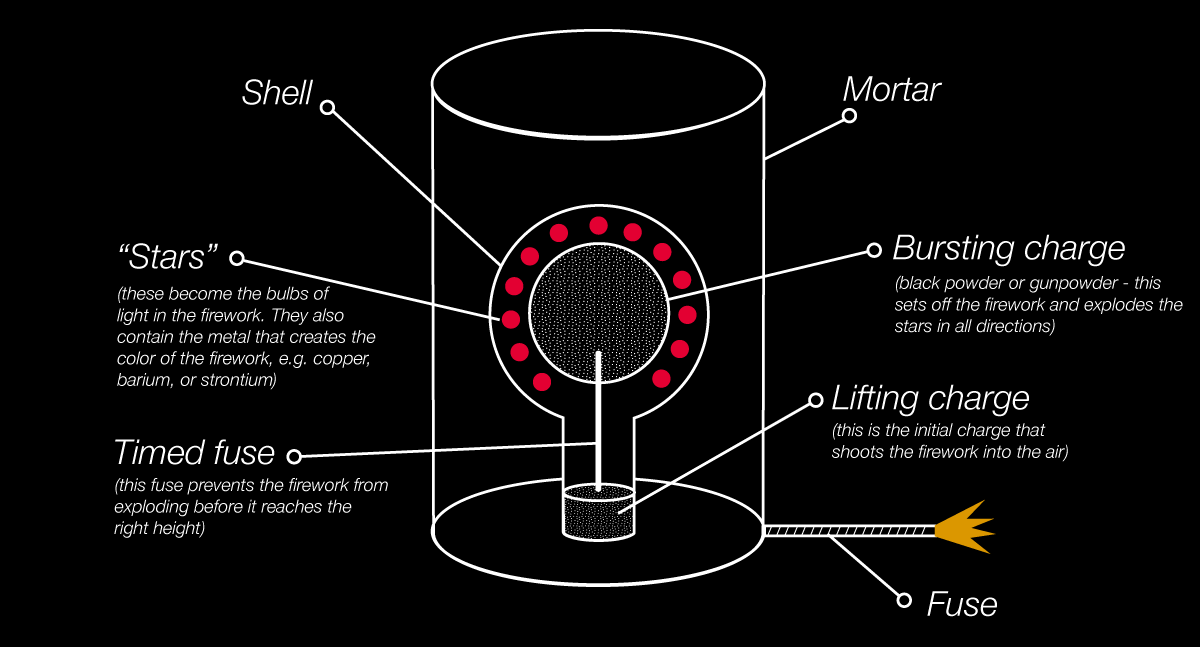 Shell
Mortar
“Stars”
(these become the bulbs of
light in the firework. They also
contain the metal that creates the
color of the firework, e.g. copper,
barium, or strontium)
Bursting charge
(black powder or gunpowder - this
sets off the firework and explodes the
stars in all directions)
Lifting charge
(this is the initial charge that
shoots the firework into the air)
Timed fuse
(this fuse prevents the firework from
exploding before it reaches the
right height)
Fuse